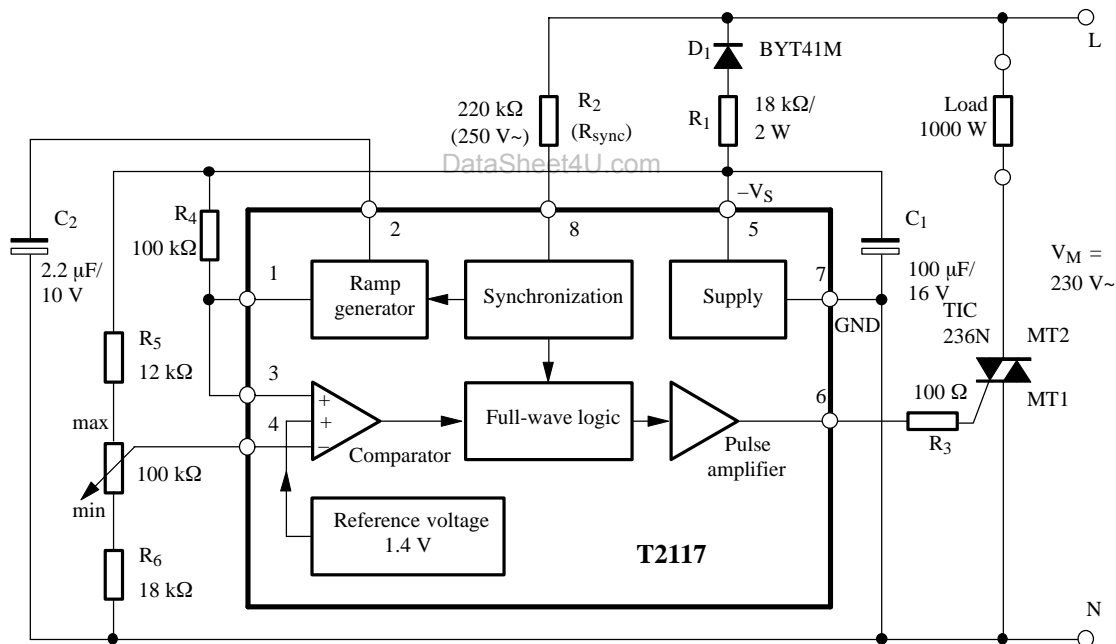 L
D1
BYT41M
220 kΩ
(250 V~)
R2
(Rsync)
R1
18 kΩ/
2 W
Load
1000 W
DataSheet4U.com
–VS
C2
2.2 µF/
10 V
R4
100 kΩ
2
8
5
C1
100 µF/
16 V
VM =
230 V~
1
Ramp
generator
Synchronization
Supply
7
GND
TIC
236N
MT2
MT1
R5
12 kΩ
3
4
+
+
–
Comparator
Full-wave logic
Pulse
amplifier
6
100 Ω
R3
max
100 kΩ
min
Reference voltage
1.4 V
T2117
R6
18 kΩ
N